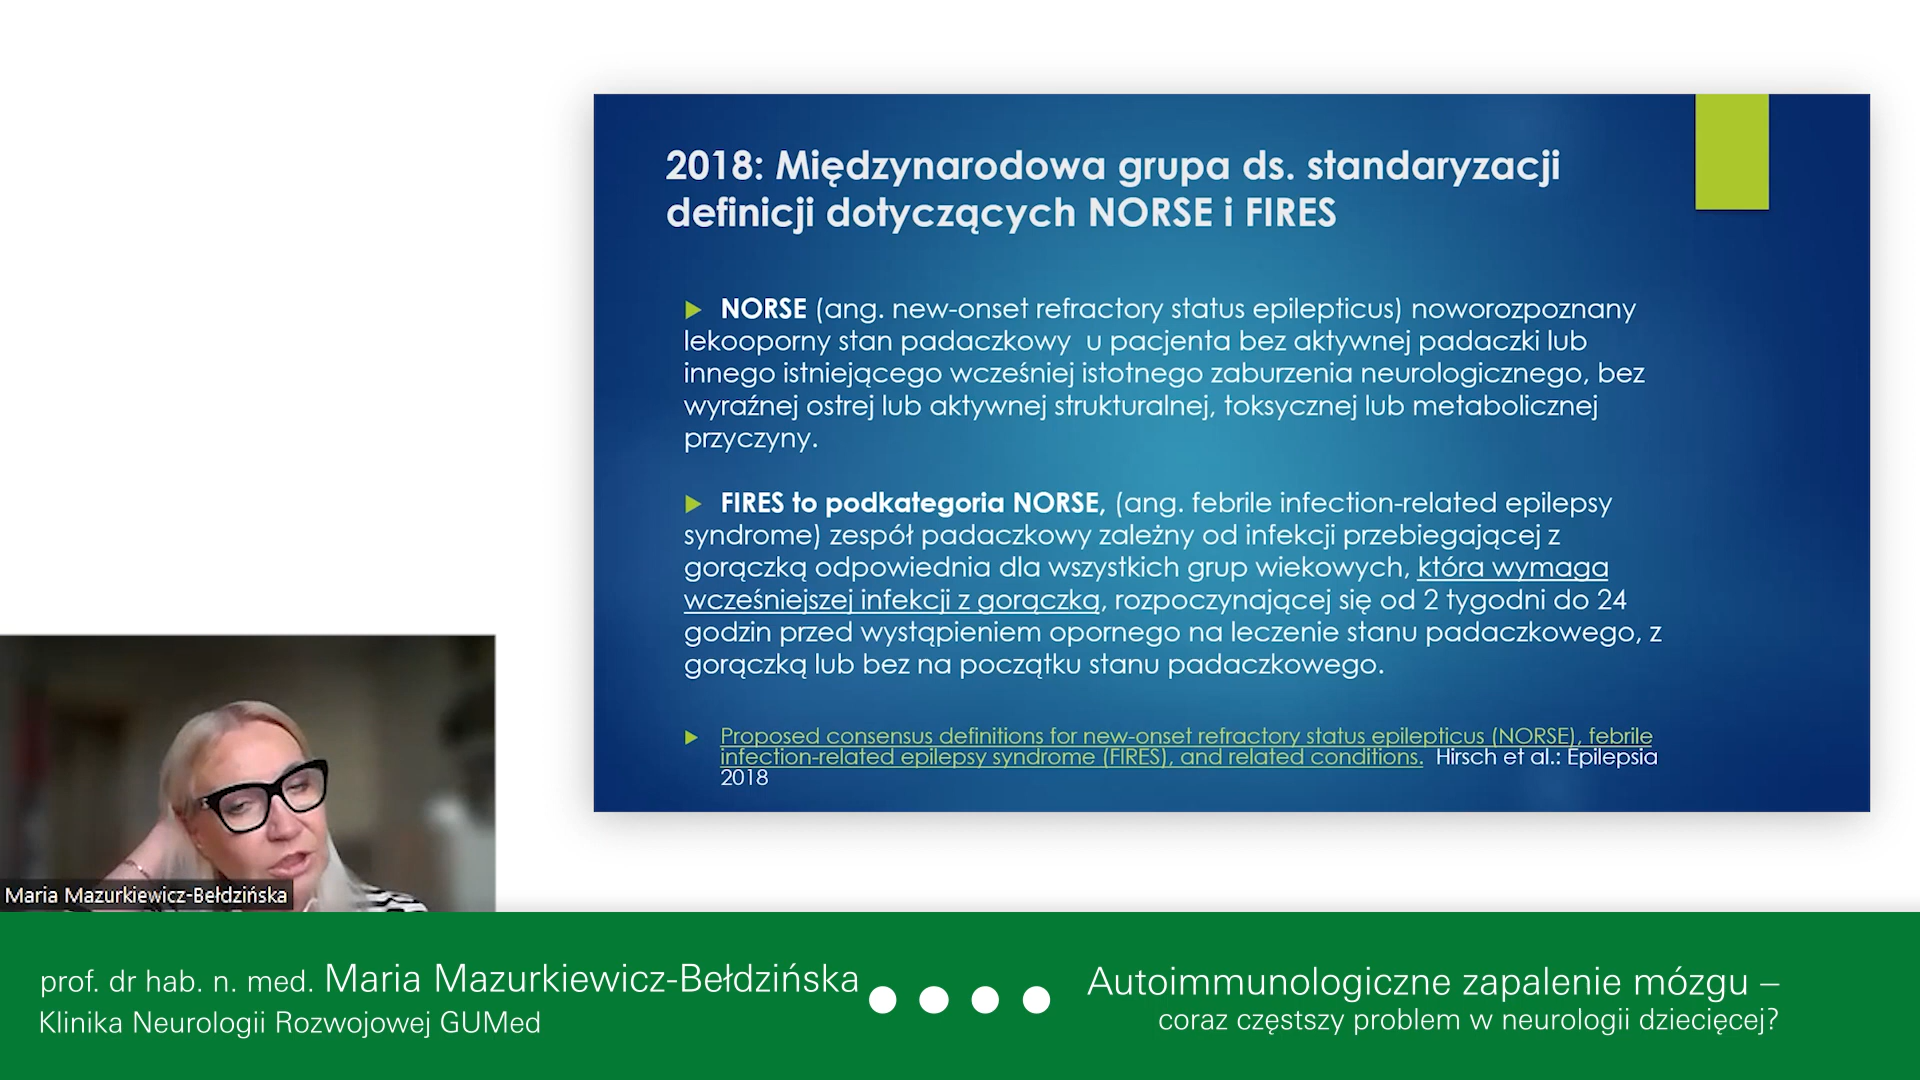 2018: Międzynarodowa grupa ds. standaryzacji
definicji dotyczących NORSE i FIRES
NORSE (ang. new-onset refractory status epilepticus) noworozpoznany
lekooporny stan padaczkowy u pacjenta bez aktywnej padaczki lub
innego istniejącego wcześniej istotnego zaburzenia neurologicznego, bez
wyraźnej ostrej lub aktywnej strukturalnej, toksycznej lub metabolicznej
przyczyny.
FIRES to podkategoria NORSE, (ang. febrile infection-related epilepsy
syndrome) zespół padaczkowy zależny od infekcji przebiegającej z
gorączką odpowiednia dla wszystkich grup wiekowych, która wymaga
wcześniejszej infekcji z gorączką, rozpoczynającej się od 2 tygodni do 24
godzin przed wystąpieniem opornego na leczenie stanu padaczkowego, z
gorączką lub bez na początku stanu padaczkowego.
Proposed consensus definitions for new-onset refractory status epilepticus (NORSE), febrile
infection-related epilepsy syndrome (FIRES), and related conditions. Hirsch et al.: Epilepsia
2018
Maria Mazurkiewicz-Bełdzińska
prof. dr hab. n. med. Maria Mazurkiewicz-Bełdzińska
Klinika Neurologii Rozwojowej GUMed
Autoimmunologiczne zapalenie mózgu –
coraz częstszy problem w neurologii dziecięcej?